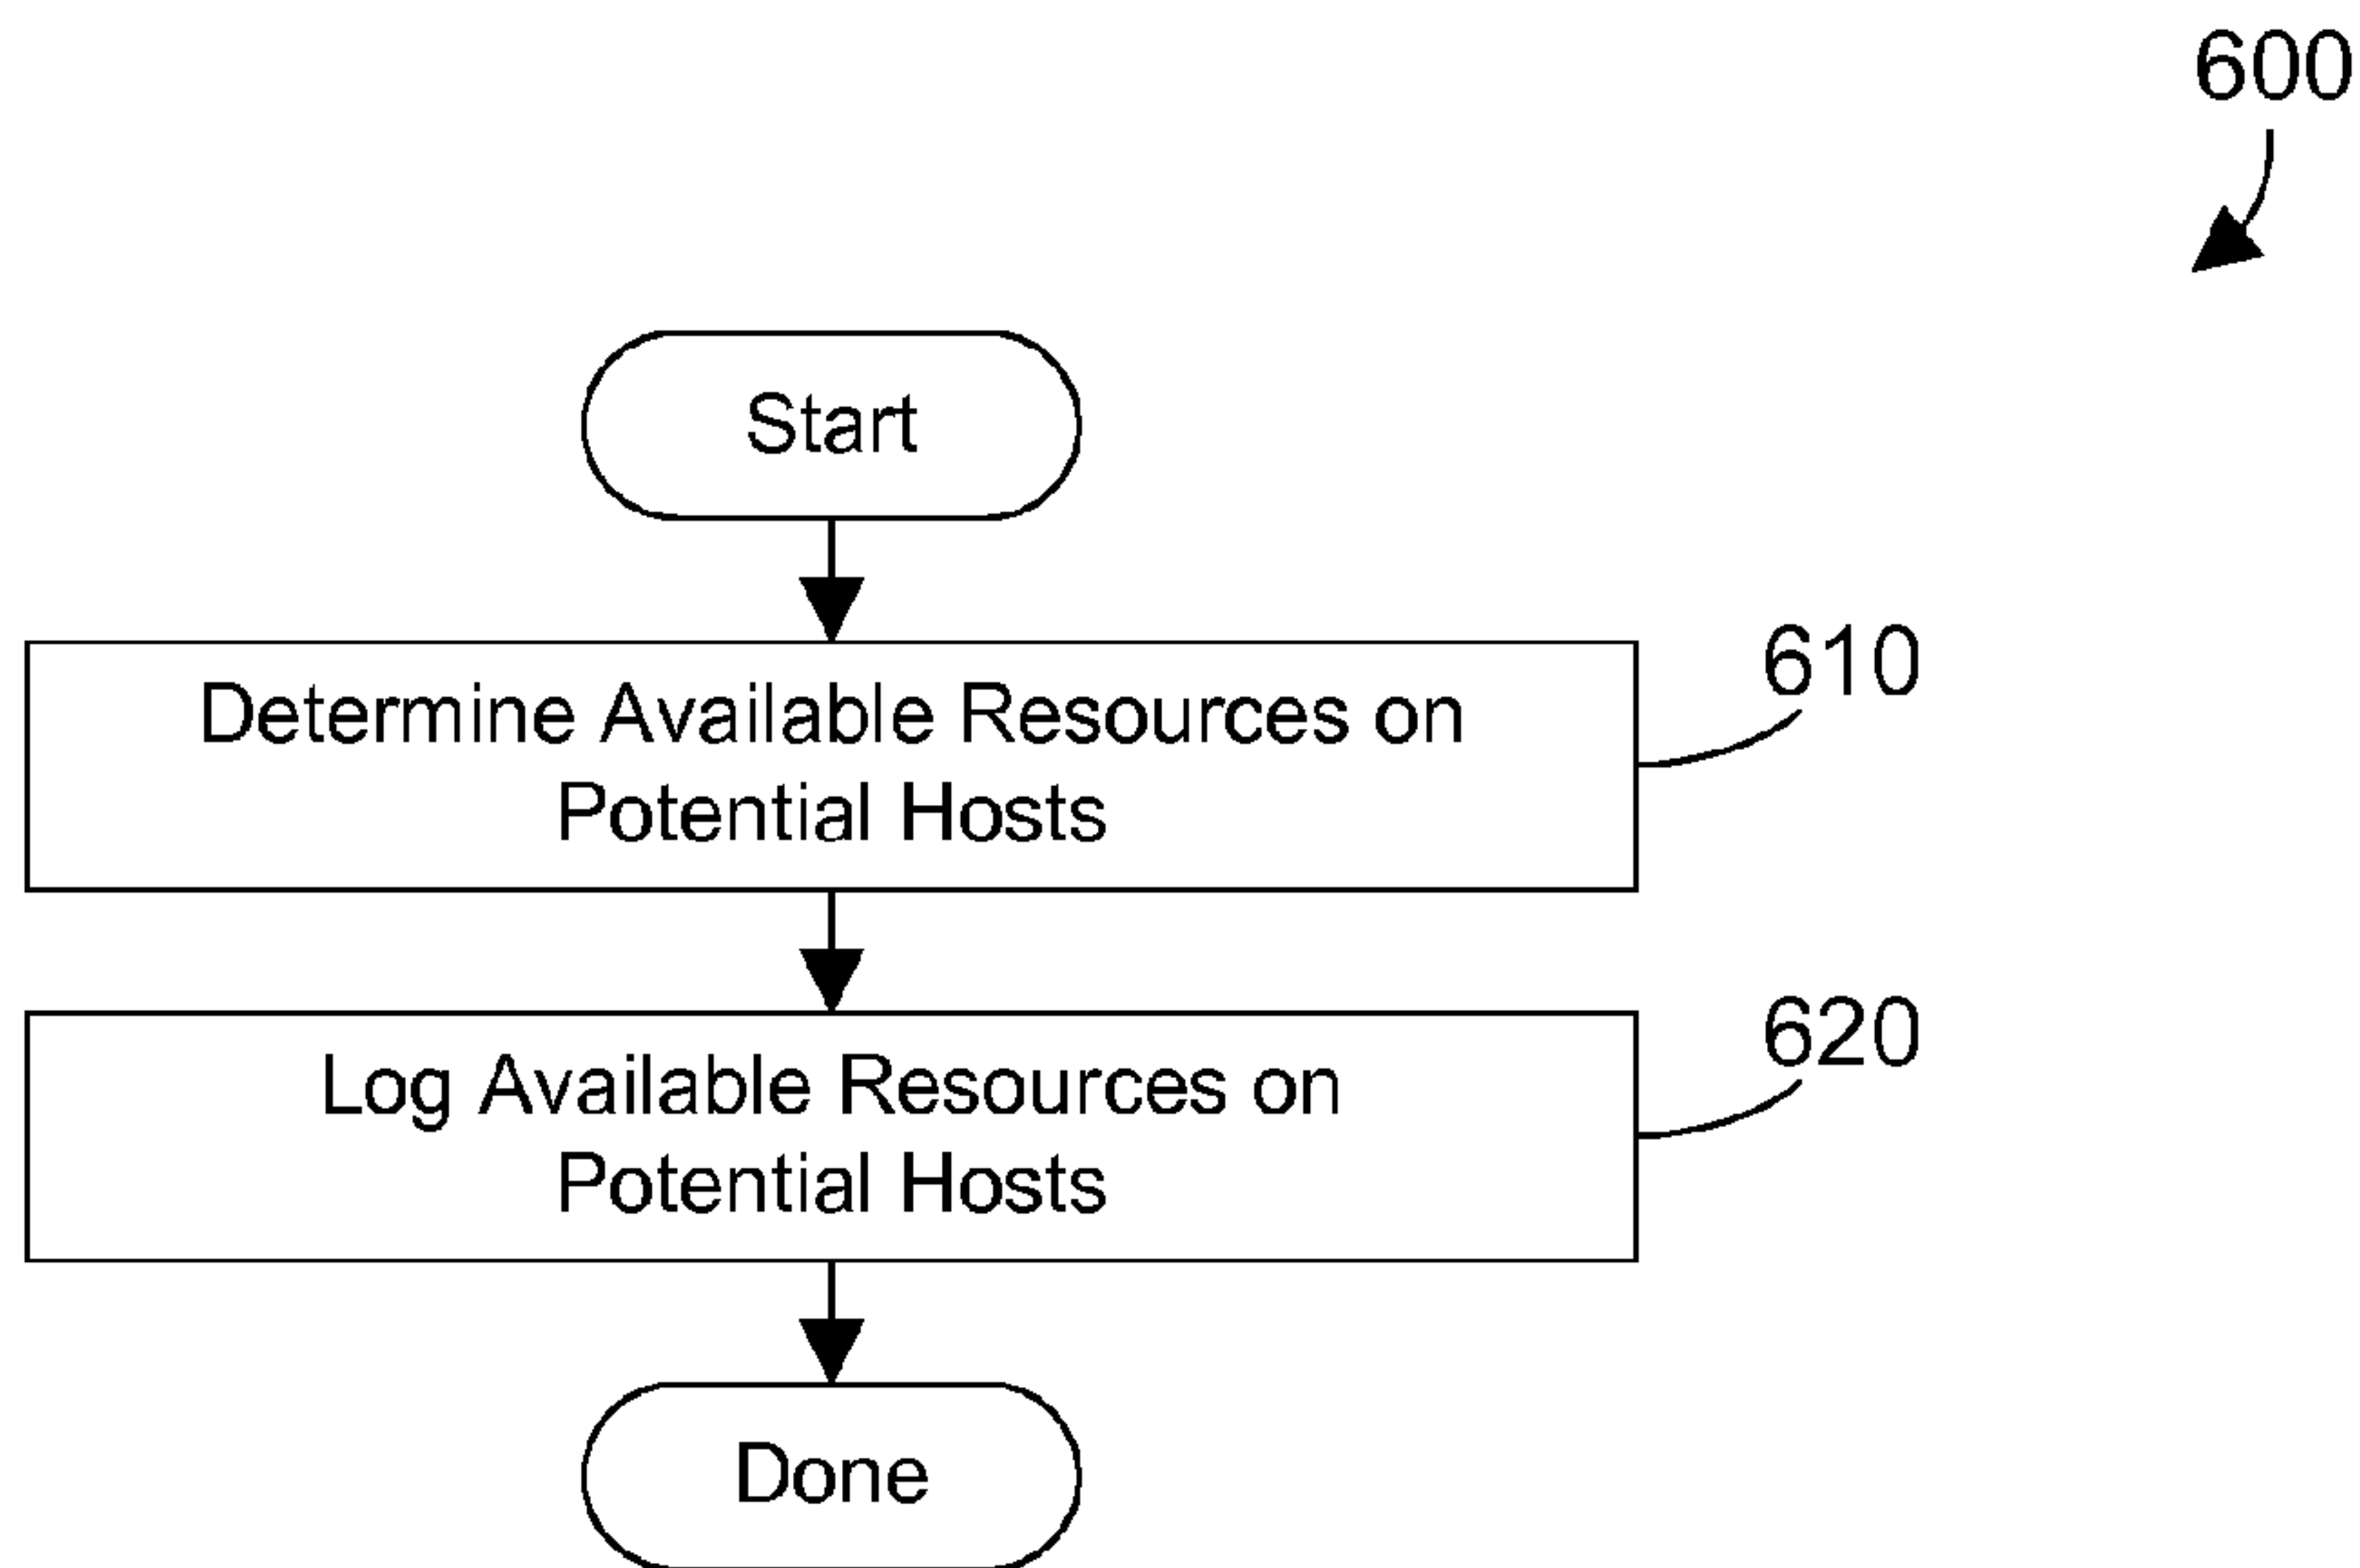 600
Start
Determine Available Resources on
Potential Hosts
610
Log Available Resources on
Potential Hosts
620
Done